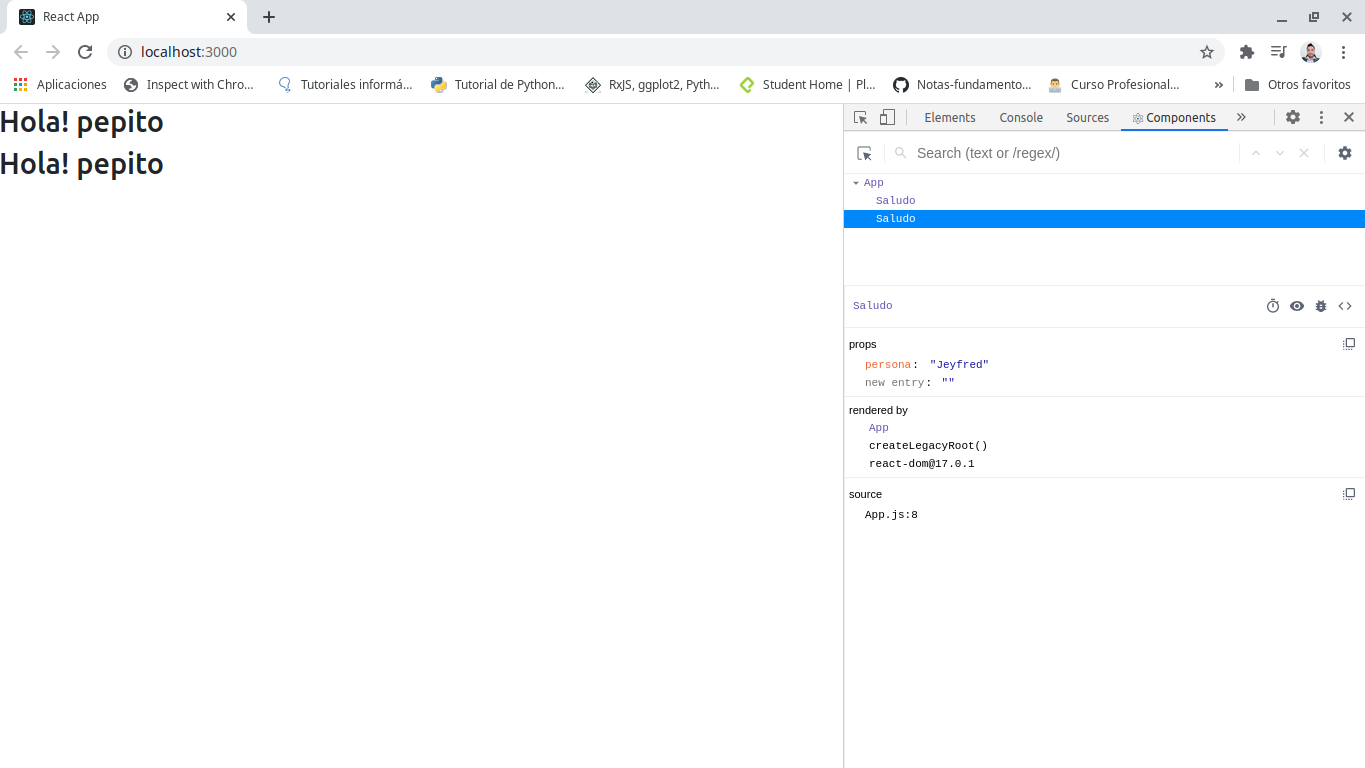 React App
localhost:3000
Aplicaciones
Inspect with Chro...
Tutoriales informá...
Tutorial de Python...
RxJS, ggplot2, Pyth...
Student Home | Pl...
Notas-fundamento...
Curso Profesional...
»
Otros favoritos
Hola! pepito
Hola! pepito
Elements Console Sources Components »
Search (text or /regex/)
App
Saludo
Saludo
Saludo
props
persona: "Jeyfred"
new entry: ""
rendered by
App
createLegacyRoot()
react-dom@17.0.1
source
App.js:8